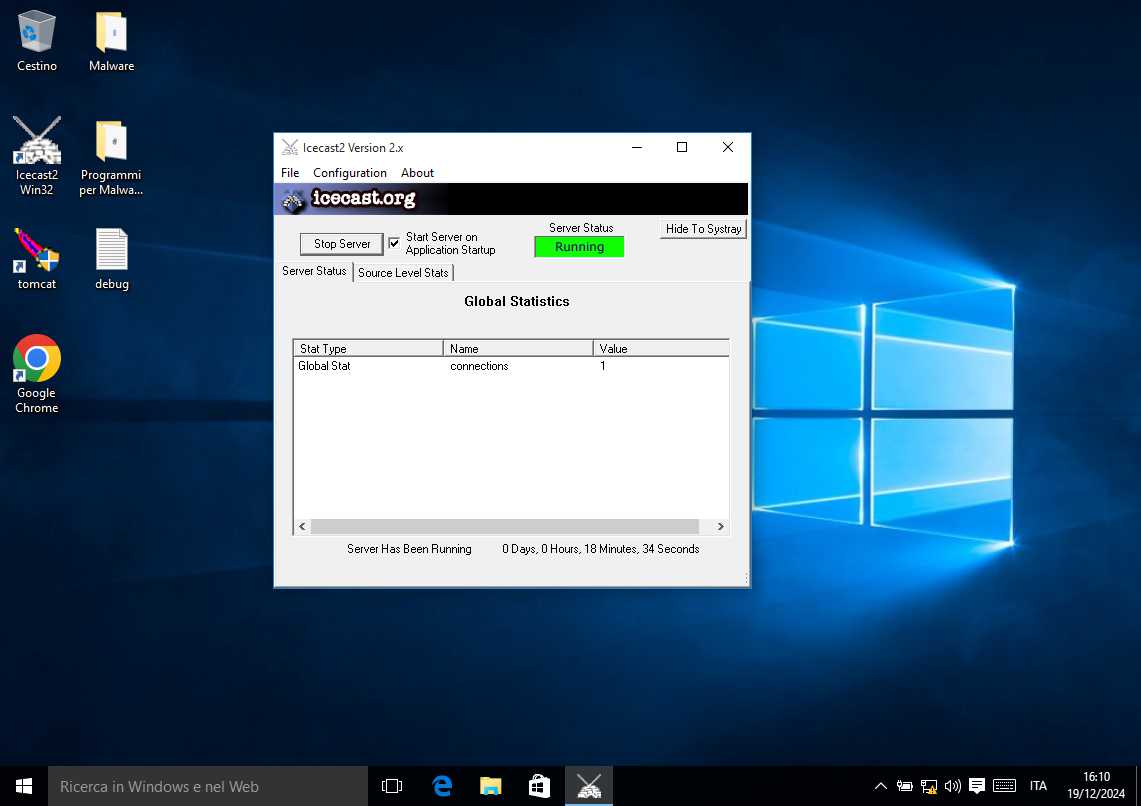 Cestino
Malware
Icecast2
Win32
Programmi
per Malwa...
tomcat
debug
Google
Chrome
Icecast2 Version 2.x
File Configuration About
icecast.org
Stop Server
Start Server on
Application Startup
Server Status
Running
Hide To Systray
Server Status Source Level Stats
Global Statistics
Stat Type Name Value
Global Stat connections 1
Server Has Been Running 0 Days, 0 Hours, 18 Minutes, 34 Seconds
Ricerca in Windows e nel Web
ITA
16:10
19/12/2024